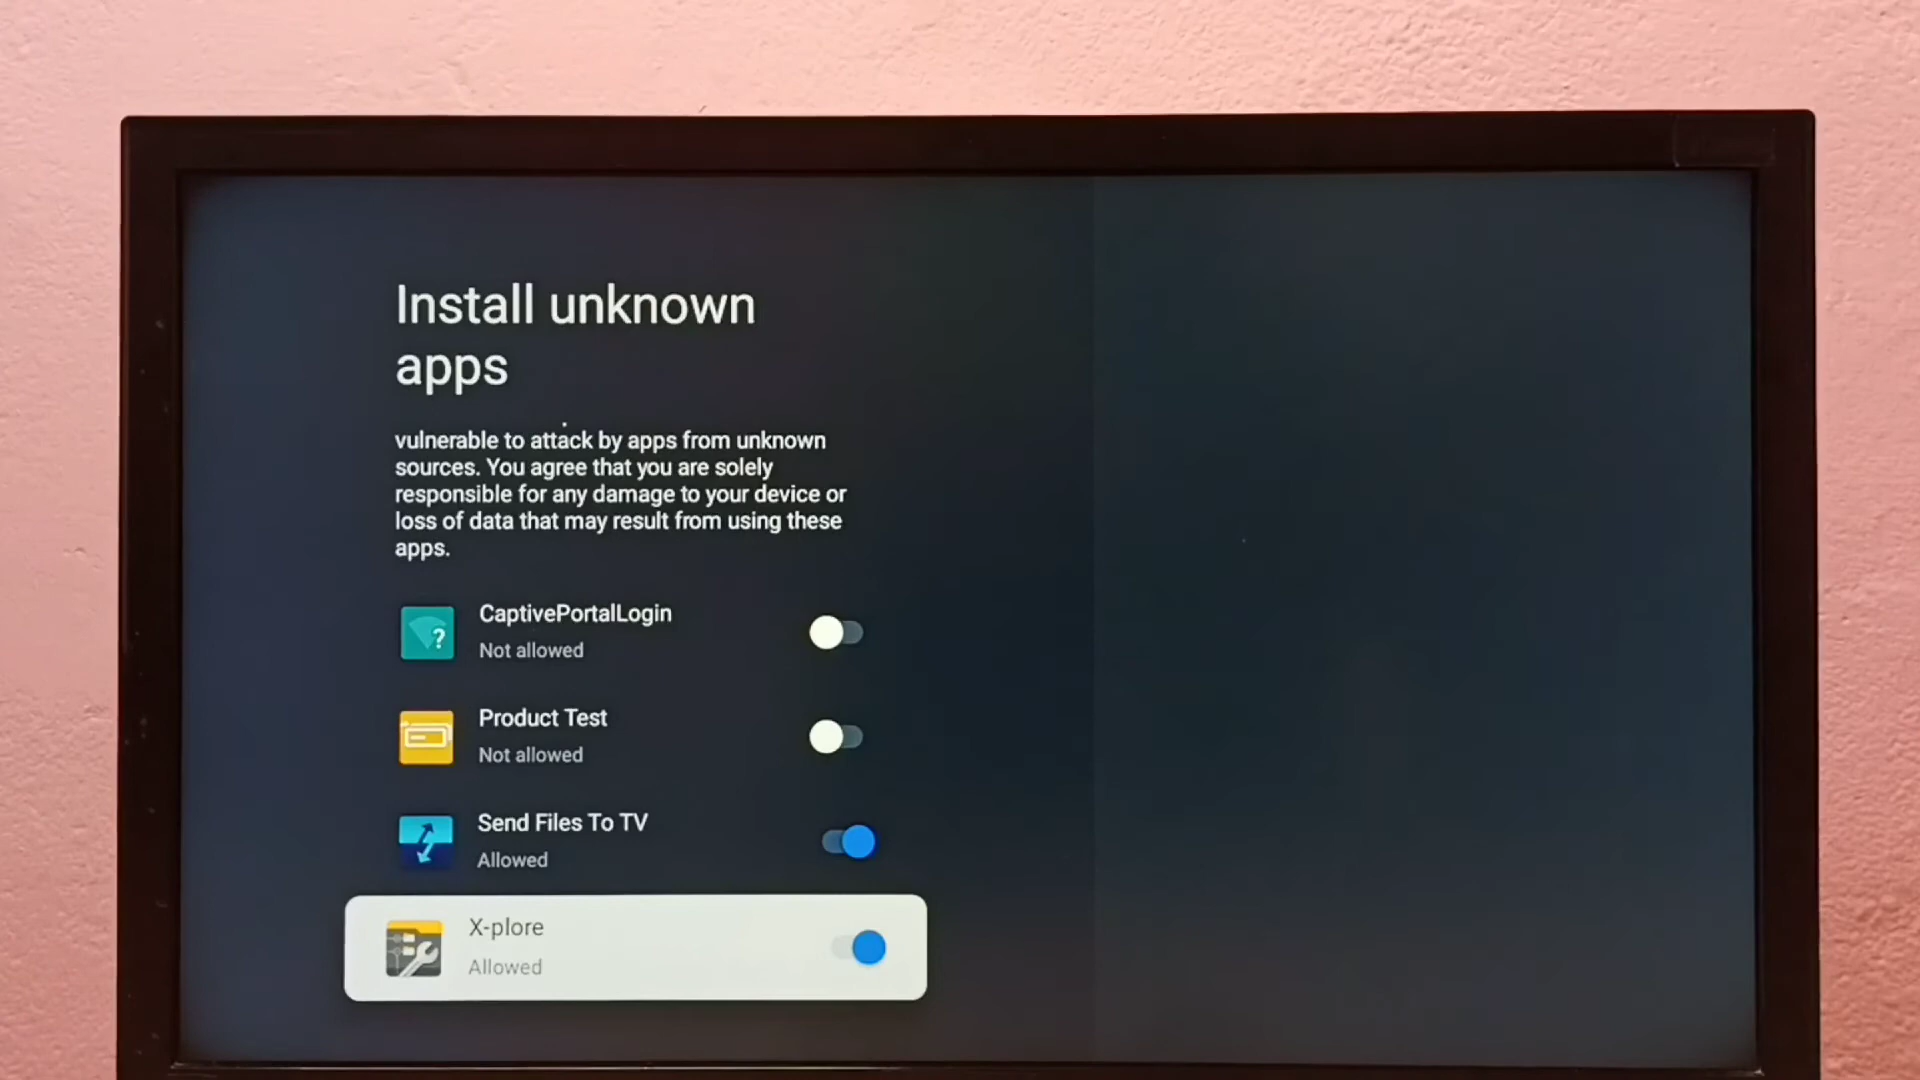 Install unknown
apps
vulnerable to attack by apps from unknown
sources. You agree that you are solely
responsible for any damage to your device or
loss of data that may result from using these
apps.
CaptivePortalLogin
Not allowed
Product Test
Not allowed
Send Files To TV
Allowed
X-plore
Allowed